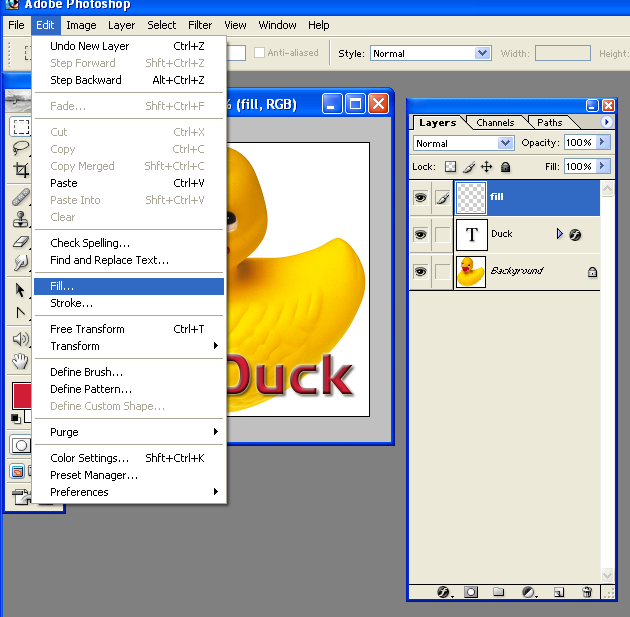 Adobe Photoshop
File Edit Image Layer Select Filter View Window Help
Anti-aliased Style: Normal Width: Height:
Undo New Layer Ctrl+Z
Step Forward Shft+Ctrl+Z
Step Backward Alt+Ctrl+Z
Fade... Shft+Ctrl+F
Cut Ctrl+X
Copy Ctrl+C
Copy Merged Shft+Ctrl+C
Paste Ctrl+V
Paste Into Shft+Ctrl+V
Clear
Check Spelling...
Find and Replace Text...
Fill...
Stroke...
Free Transform Ctrl+T
Transform
Define Brush...
Define Pattern...
Define Custom Shape...
Purge
Color Settings... Shft+Ctrl+K
Preset Manager...
Preferences
% (fill, RGB)
Duck
Layers Channels Paths
Normal Opacity: 100%
Lock: Fill: 100%
fill
T Duck
Background